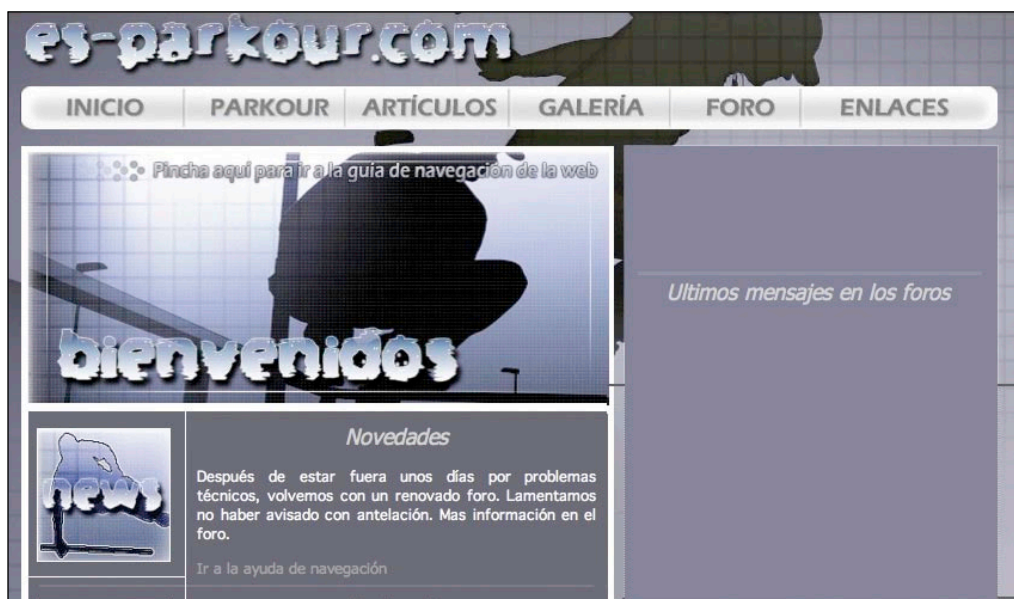 es-parkour.com
INICIO PARKOUR ARTÍCULOS GALERÍA FORO ENLACES
Pincha aquí para ir a la guía de navegación de la web
bienvenidos
Ultimos mensajes en los foros
news
Novedades
Después de estar fuera unos días por problemas
técnicos, volvemos con un renovado foro. Lamentamos
no haber avisado con antelación. Mas información en el
foro.
Ir a la ayuda de navegación